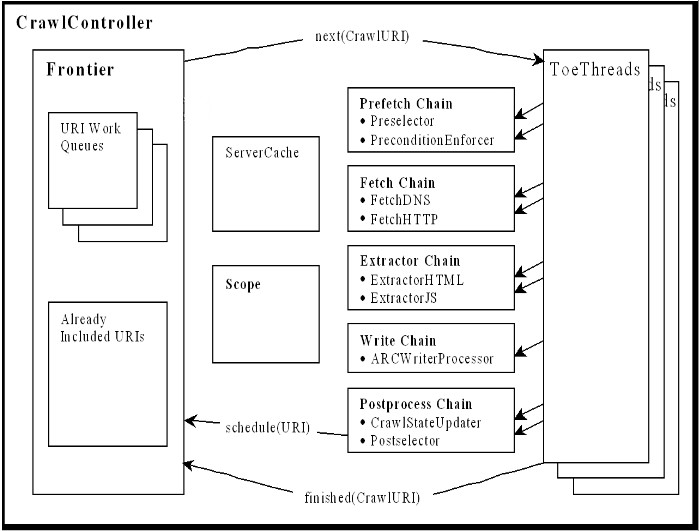 CrawlController
next(CrawlURI)
Frontier
ToeThreads
ds
ds
URI Work
Queues
ServerCache
Prefetch Chain
• Preselector
• PreconditionEnforcer
Fetch Chain
• FetchDNS
• FetchHTTP
Scope
Extractor Chain
• ExtractorHTML
• ExtractorJS
Already
Included URIs
Write Chain
• ARCWriterProcessor
Postprocess Chain
• CrawlStateUpdater
• Postselector
schedule(URI)
finished(CrawlURI)